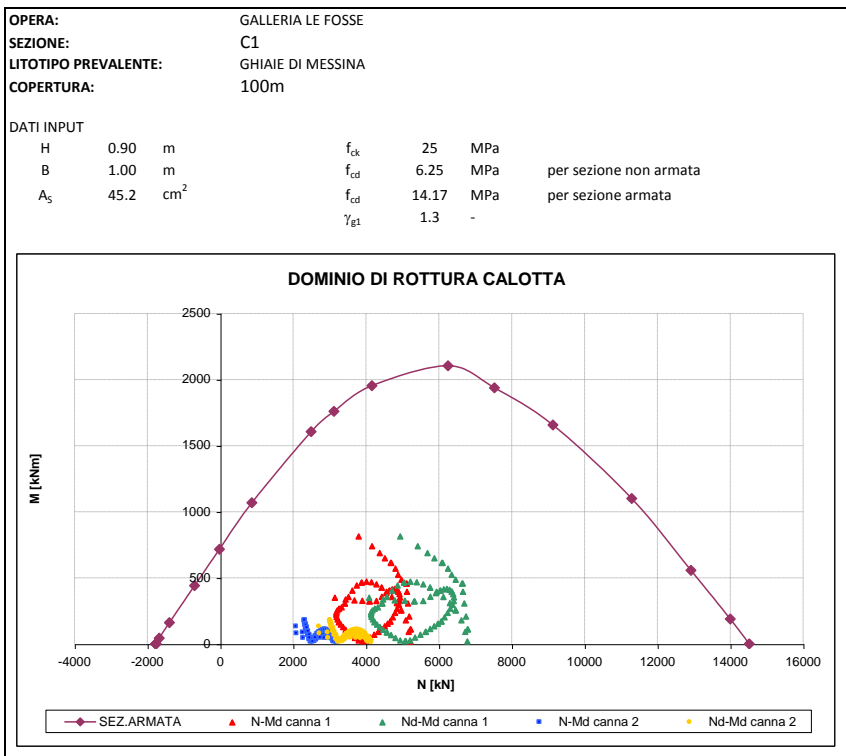 OPERA: GALLERIA LE FOSSE
SEZIONE: C1
LITOTIPO PREVALENTE: GHIAIE DI MESSINA
COPERTURA: 100m
DATI INPUT
H 0.90 m f_ck 25 MPa
B 1.00 m f_cd 6.25 MPa per sezione non armata
A_S 45.2 cm² f_cd 14.17 MPa per sezione armata
γ_g1 1.3 -
DOMINIO DI ROTTURA CALOTTA
2500
2000
1500
1000
500
0
M [kNm]
-4000 -2000 0 2000 4000 6000 8000 10000 12000 14000 16000
N [kN]
SEZ.ARMATA N-Md canna 1 Nd-Md canna 1 N-Md canna 2 Nd-Md canna 2